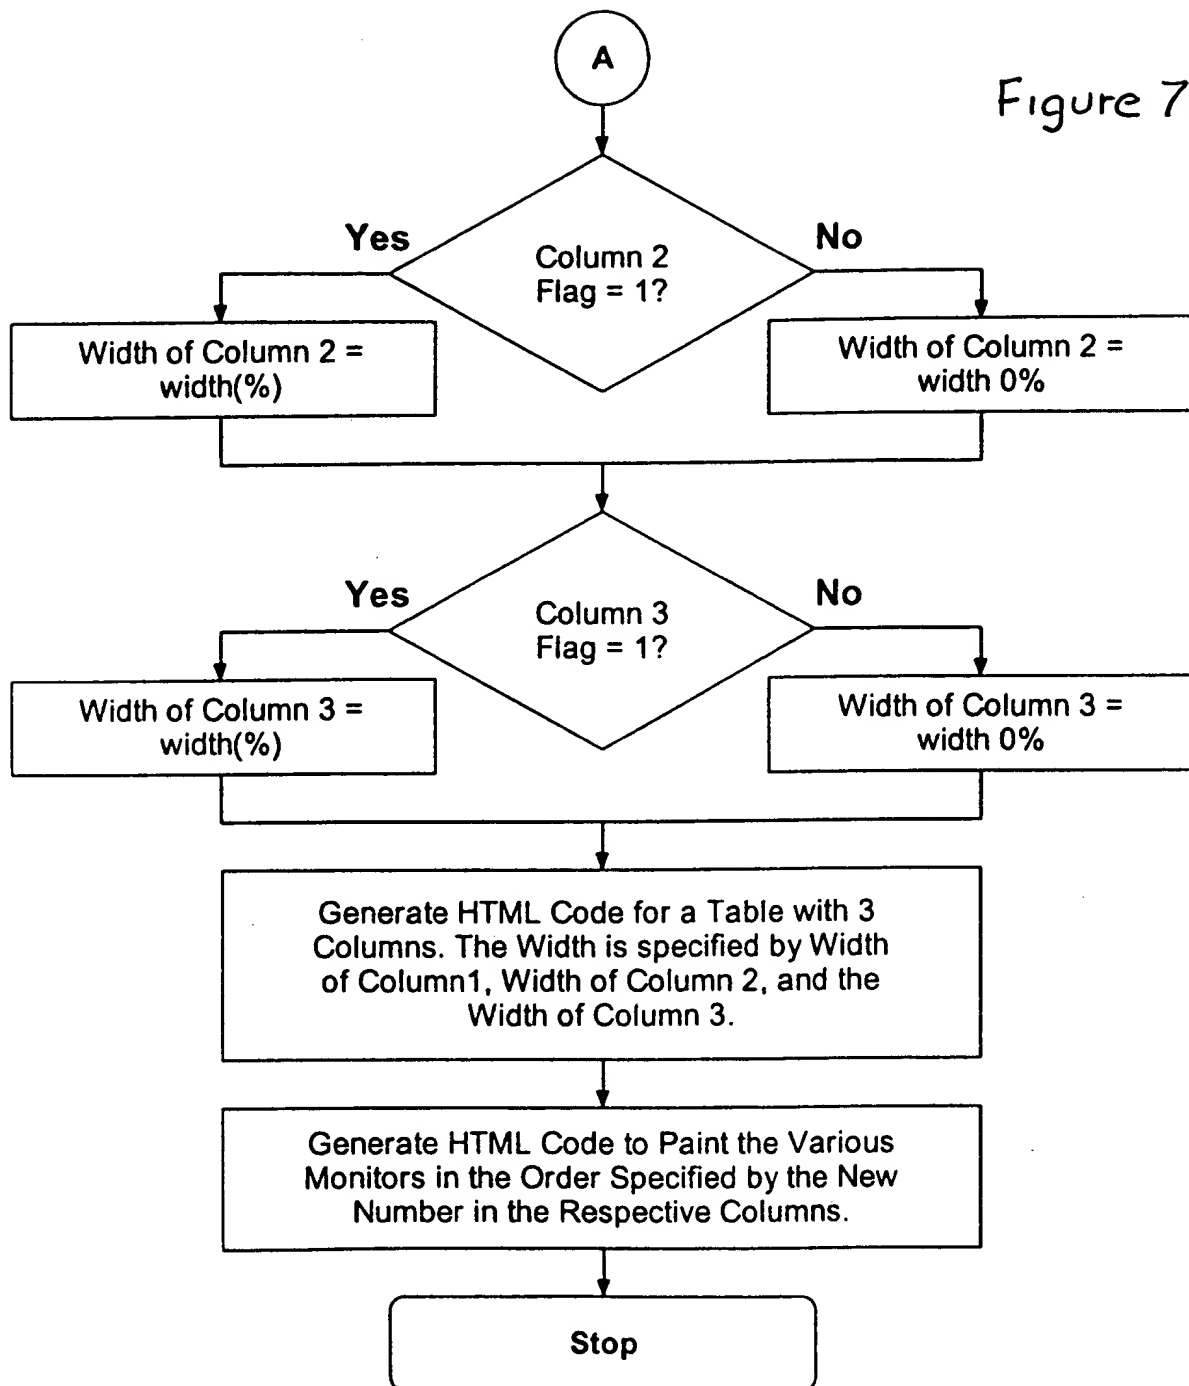 A
Figure 7
Yes
No
Column 2
Flag = 1?
Width of Column 2 =
width(%)
Width of Column 2 =
width 0%
Yes
No
Column 3
Flag = 1?
Width of Column 3 =
width(%)
Width of Column 3 =
width 0%
Generate HTML Code for a Table with 3
Columns. The Width is specified by Width
of Column1, Width of Column 2, and the
Width of Column 3.
Generate HTML Code to Paint the Various
Monitors in the Order Specified by the New
Number in the Respective Columns.
Stop